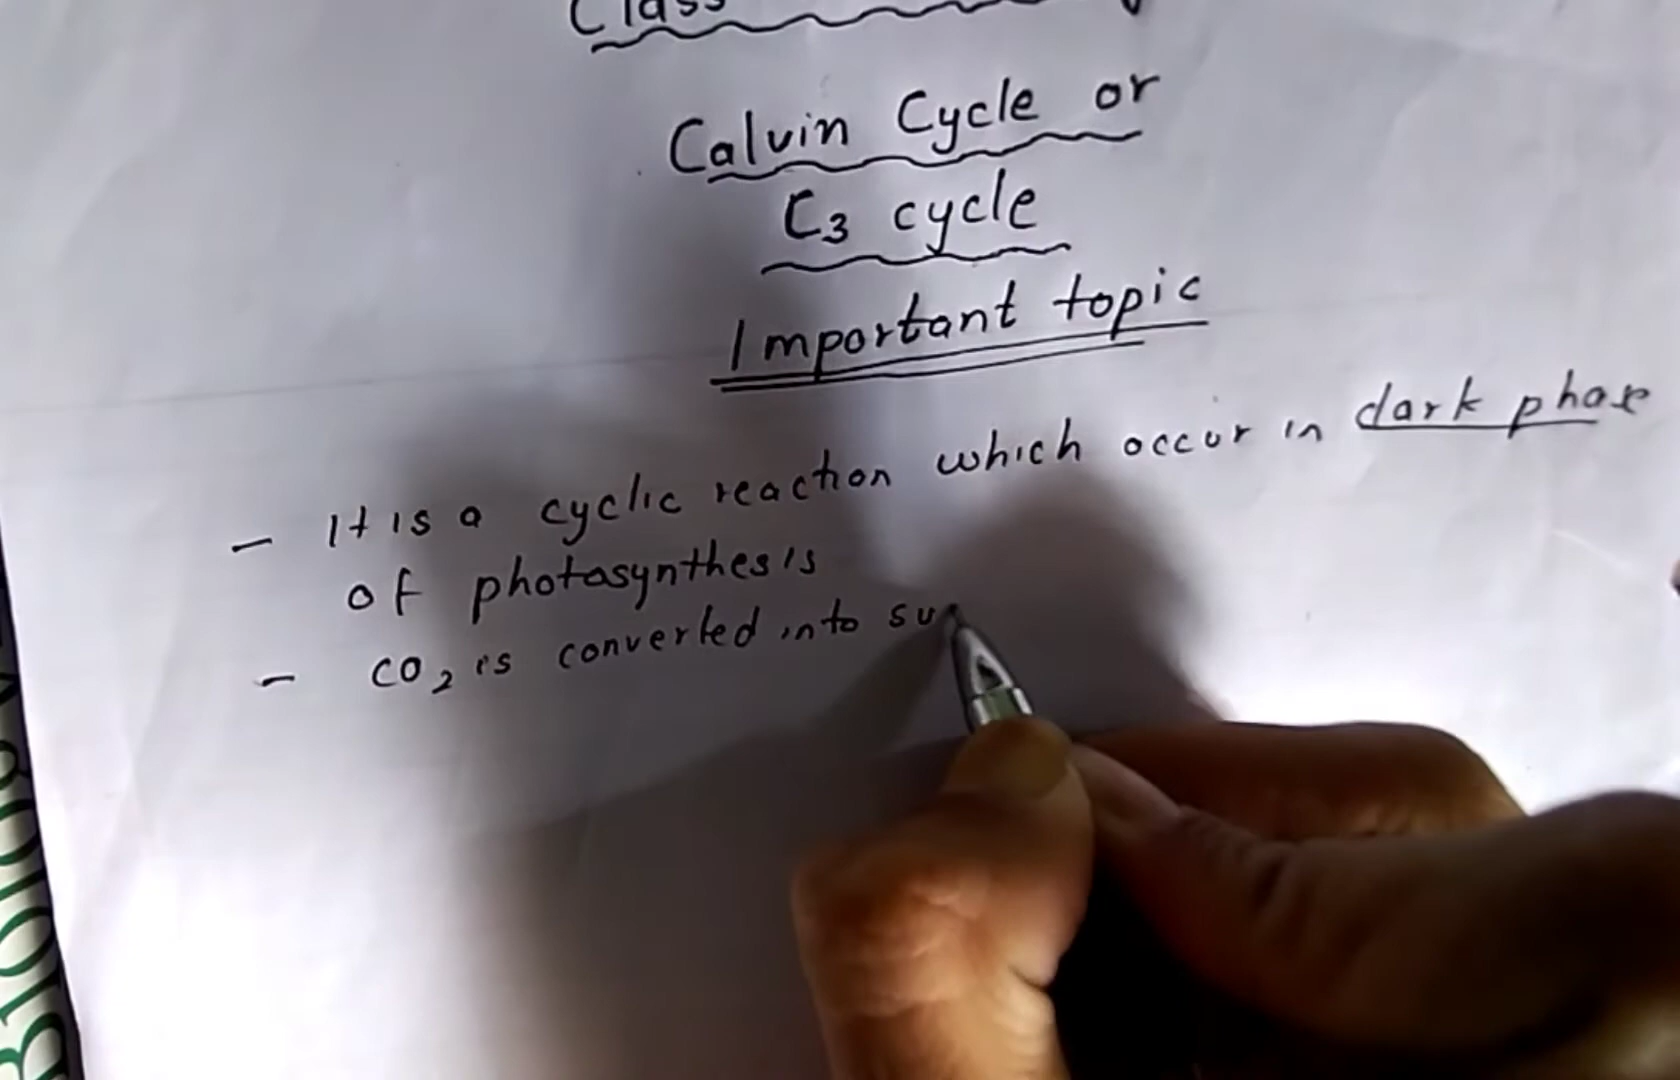 Class
Calvin Cycle or
C₃ cycle
Important topic
- It is a cyclic reaction which occur in dark phase
of photosynthesis
- CO₂ is converted into su